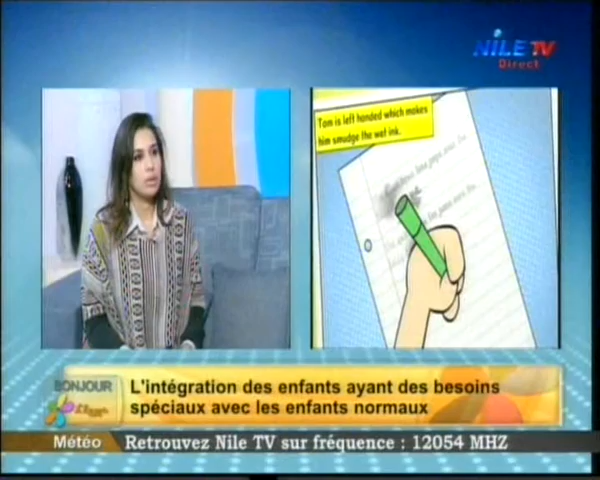 NILE TV
Direct
Tom is left handed which makes
him smudge the wet ink.
BONJOUR
L'intégration des enfants ayant des besoins
spéciaux avec les enfants normaux
Météo
Retrouvez Nile TV sur fréquence : 12054 MHZ